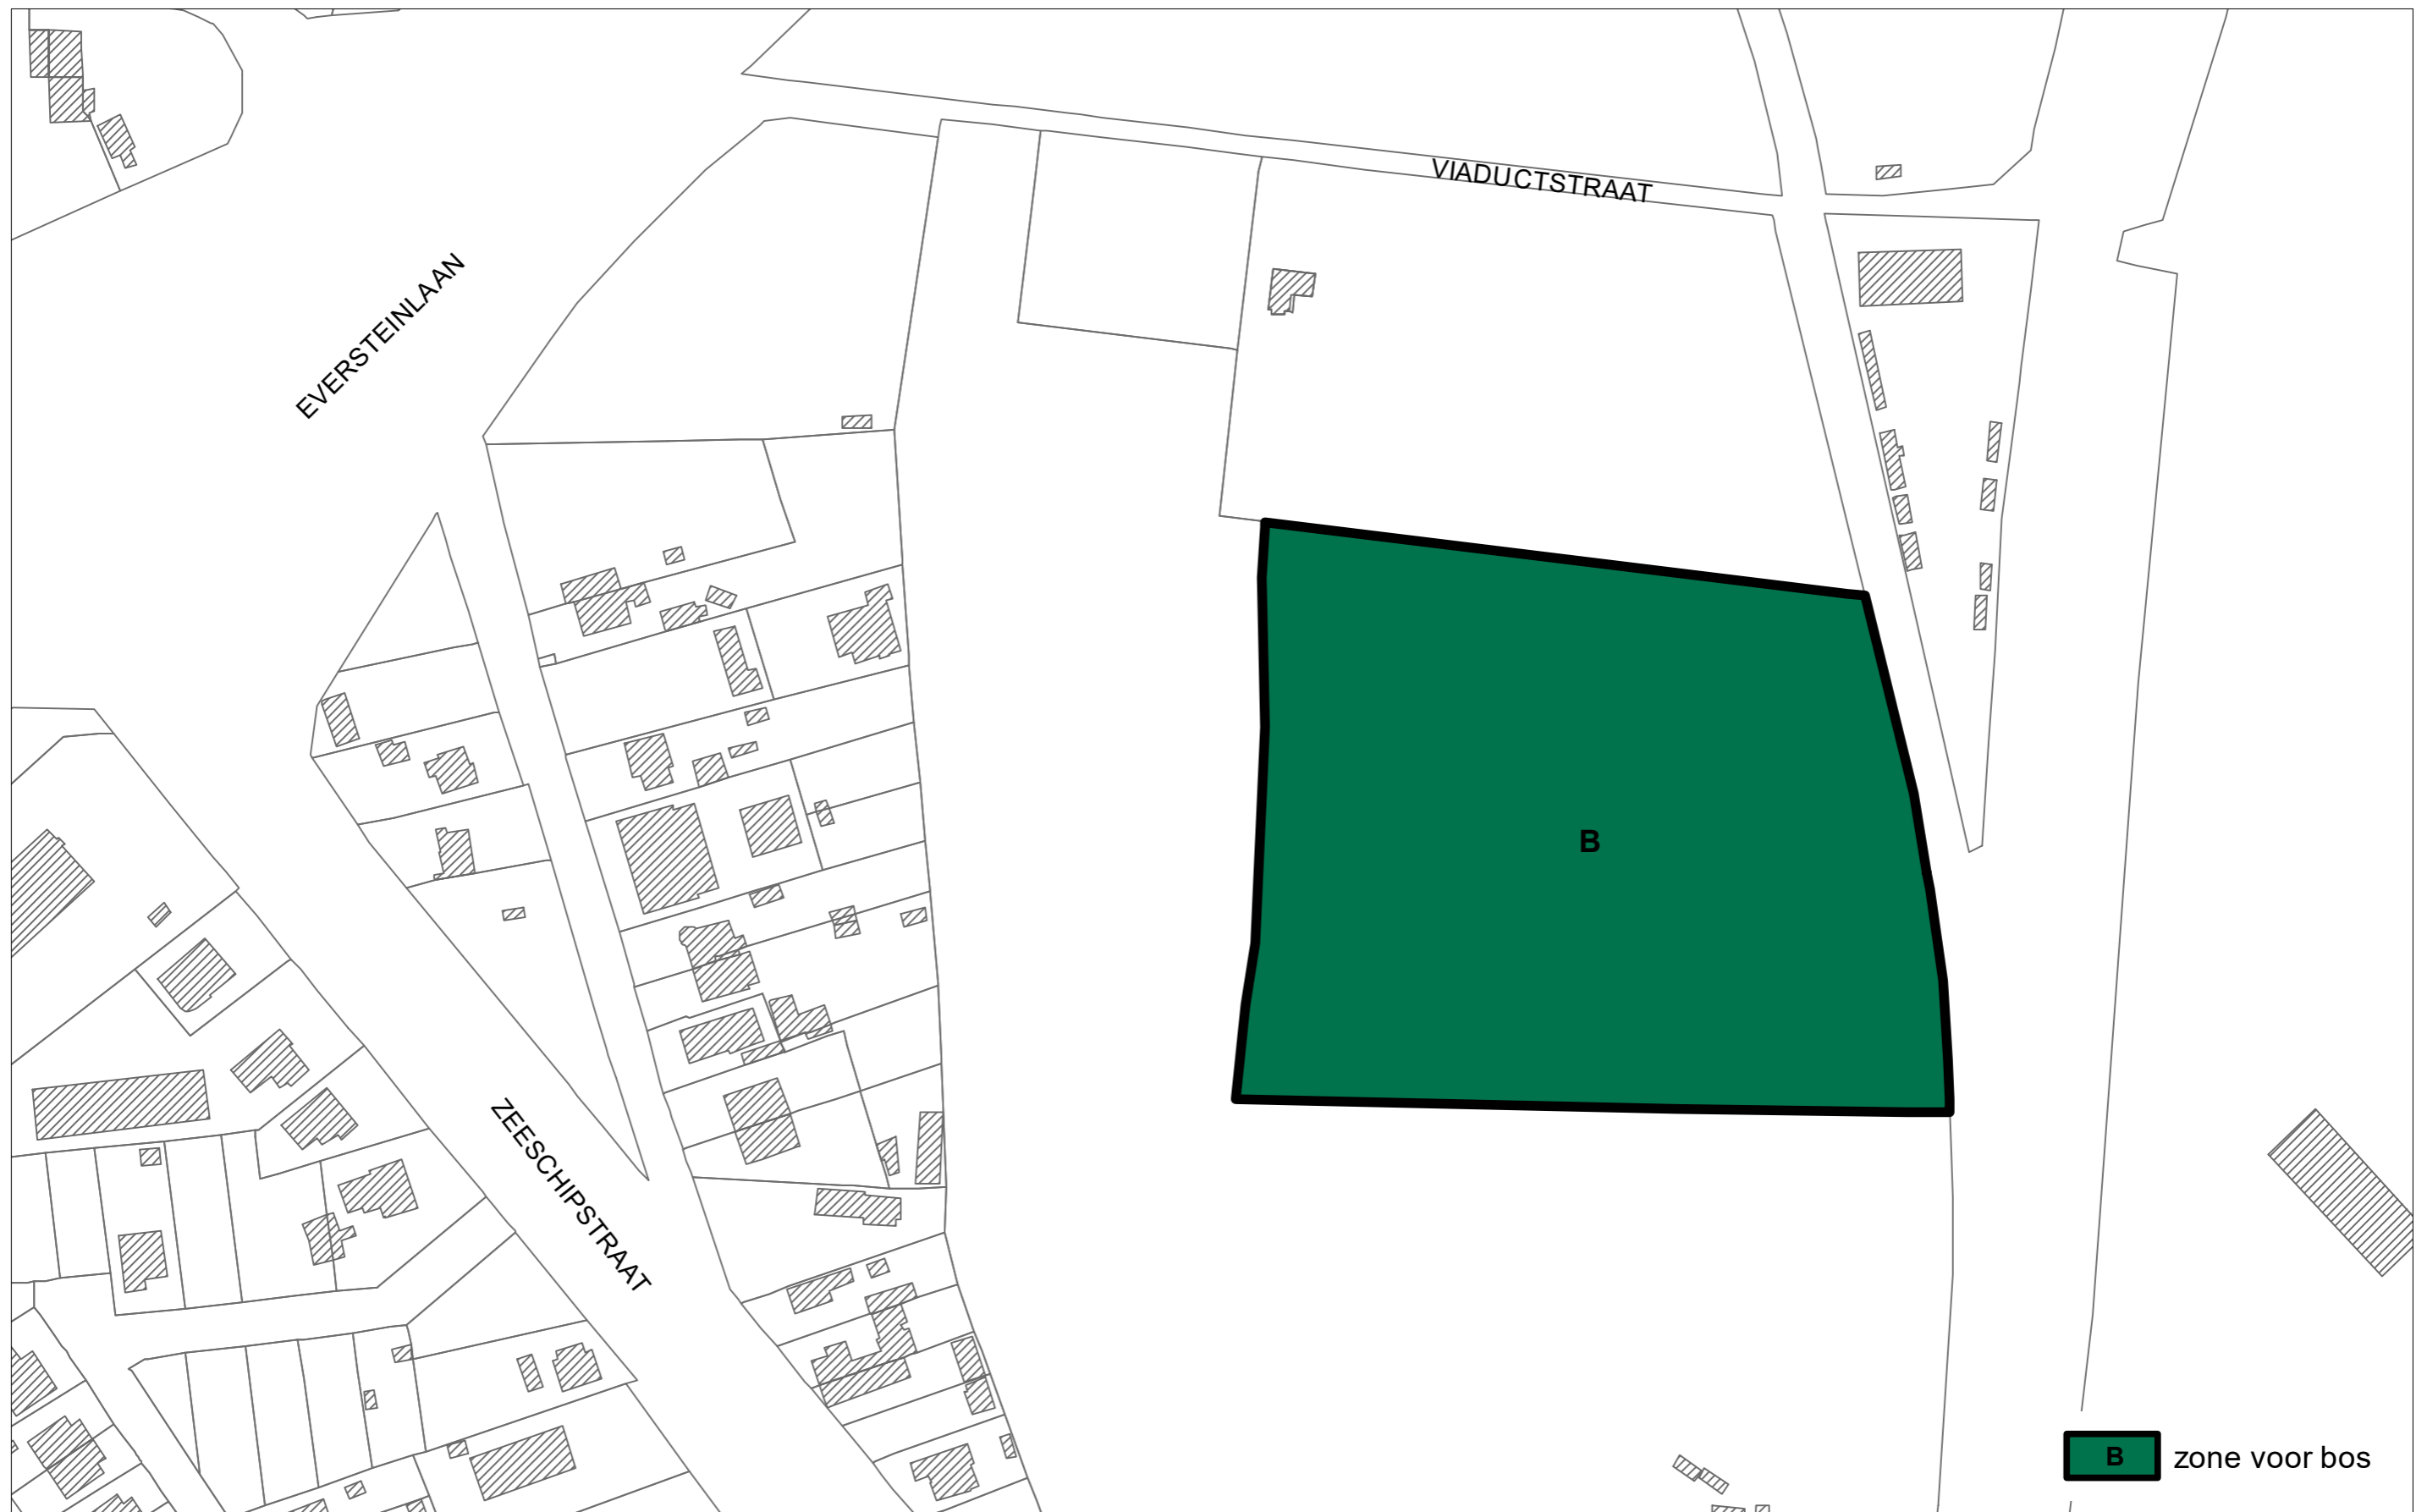 VIADUCTSTRAAT
EVERSTEINLAAN
B
ZEESCHIPSTRAAT
B zone voor bos